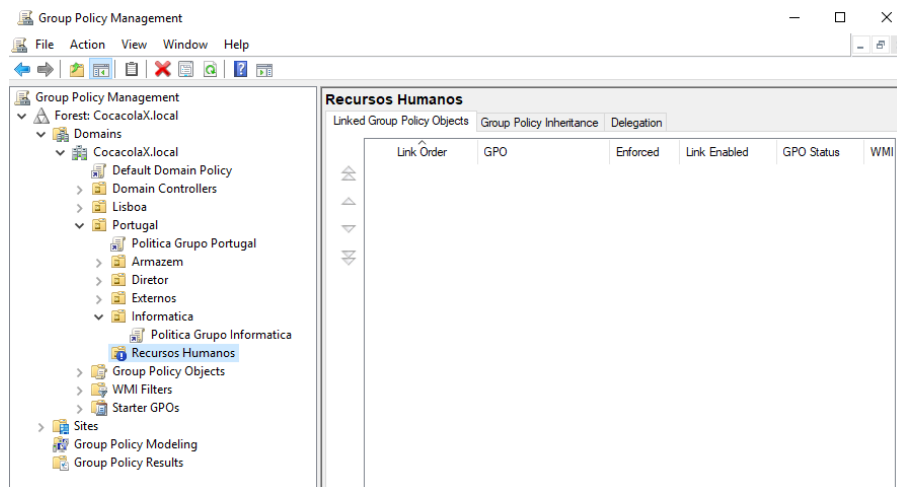 Group Policy Management
File Action View Window Help
Group Policy Management
Forest: CocacolaX.local
Domains
CocacolaX.local
Default Domain Policy
Domain Controllers
Lisboa
Portugal
Politica Grupo Portugal
Armazem
Diretor
Externos
Informatica
Politica Grupo Informatica
Recursos Humanos
Group Policy Objects
WMI Filters
Starter GPOs
Sites
Group Policy Modeling
Group Policy Results
Recursos Humanos
Linked Group Policy Objects Group Policy Inheritance Delegation
Link Order GPO Enforced Link Enabled GPO Status WMI